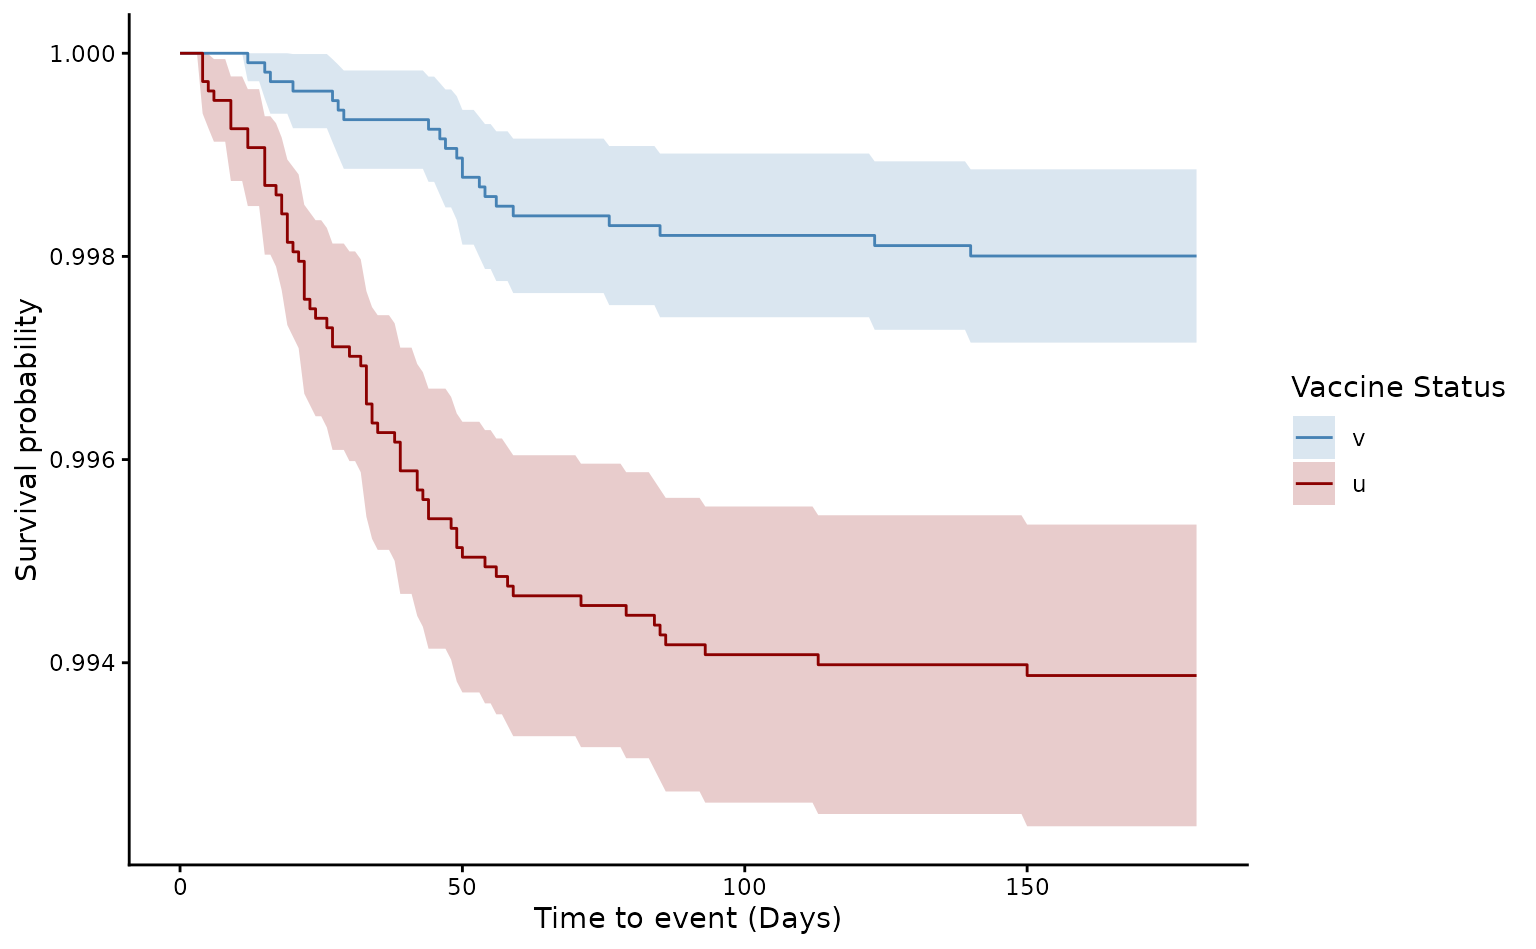 1.000
0.998
0.996
0.994
Survival probability
0 50 100 150
Time to event (Days)
Vaccine Status
v
u